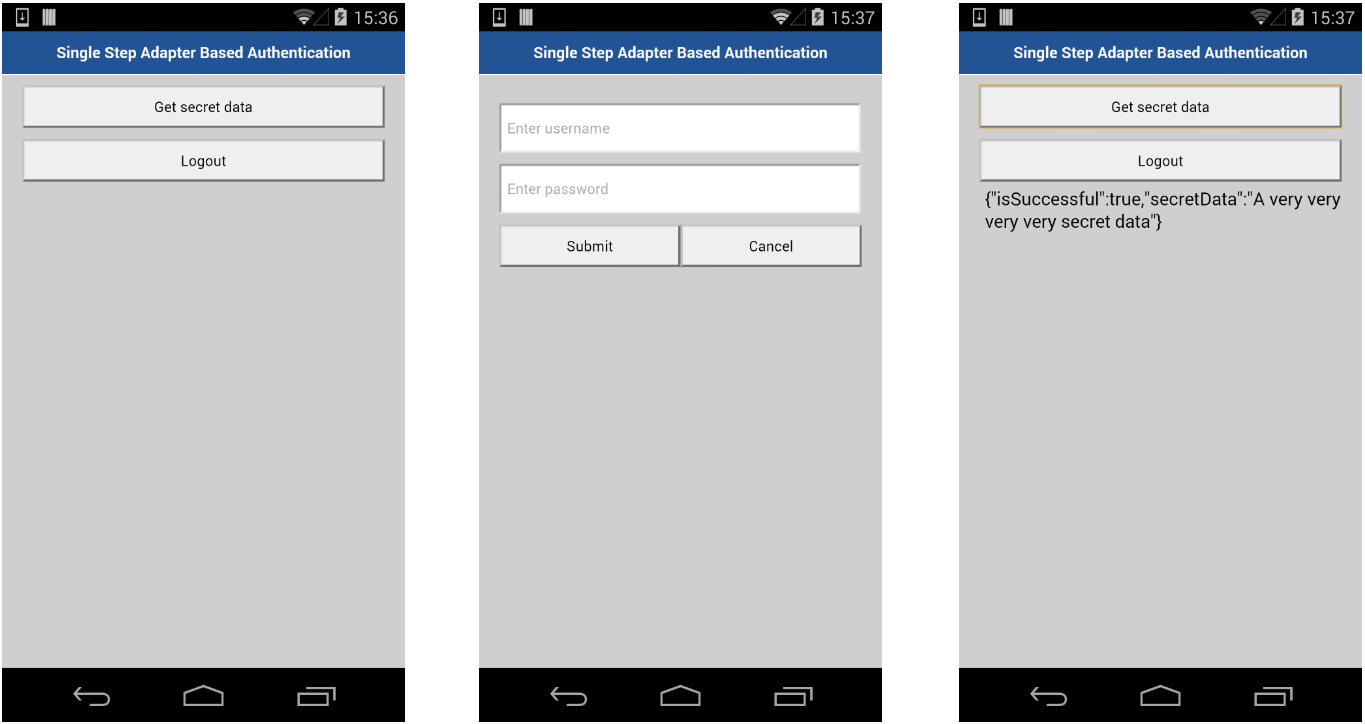 15:36
Single Step Adapter Based Authentication
Get secret data
Logout
15:37
Single Step Adapter Based Authentication
Enter username
Enter password
Submit
Cancel
15:37
Single Step Adapter Based Authentication
Get secret data
Logout
{"isSuccessful":true,"secretData":"A very very
very very secret data"}